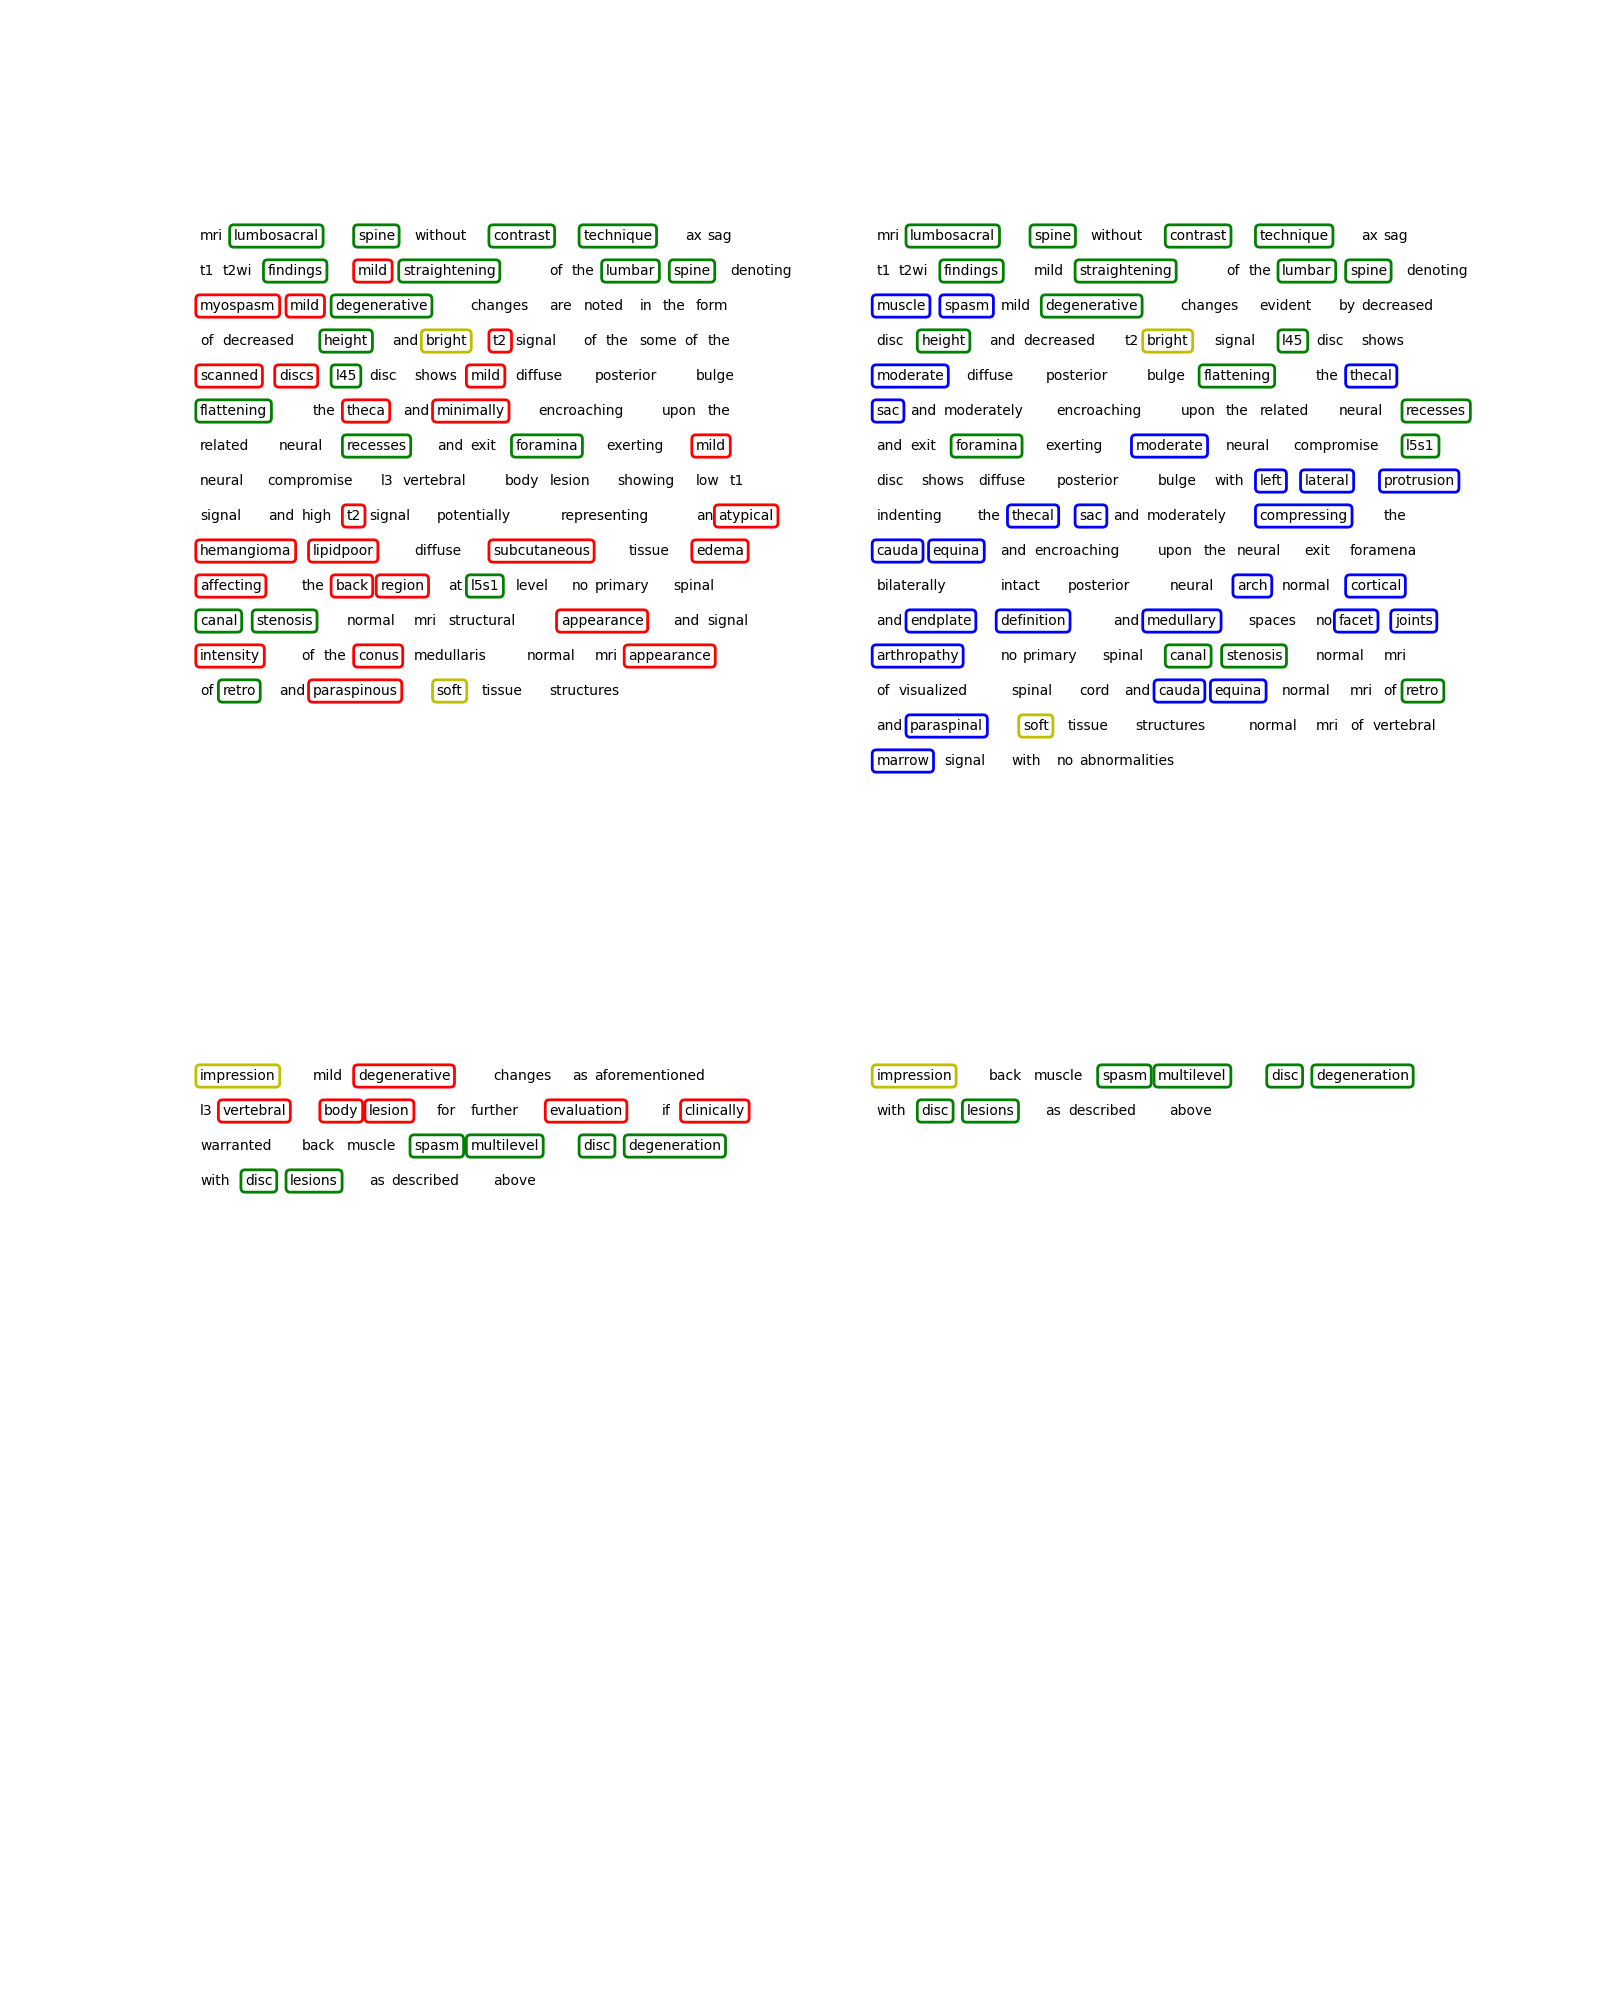 mri lumbosacral spine without contrast technique ax sag
t1 t2wi findings mild straightening of the lumbar spine denoting
myospasm mild degenerative changes are noted in the form
of decreased height and bright t2 signal of the some of the
scanned discs l45 disc shows mild diffuse posterior bulge
flattening the theca and minimally encroaching upon the
related neural recesses and exit foramina exerting mild
neural compromise l3 vertebral body lesion showing low t1
signal and high t2 signal potentially representing an atypical
hemangioma lipidpoor diffuse subcutaneous tissue edema
affecting the back region at l5s1 level no primary spinal
canal stenosis normal mri structural appearance and signal
intensity of the conus medullaris normal mri appearance
of retro and paraspinous soft tissue structures
mri lumbosacral spine without contrast technique ax sag
t1 t2wi findings mild straightening of the lumbar spine denoting
muscle spasm mild degenerative changes evident by decreased
disc height and decreased t2 bright signal l45 disc shows
moderate diffuse posterior bulge flattening the thecal
sac and moderately encroaching upon the related neural recesses
and exit foramina exerting moderate neural compromise l5s1
disc shows diffuse posterior bulge with left lateral protrusion
indenting the thecal sac and moderately compressing the
cauda equina and encroaching upon the neural exit foramena
bilaterally intact posterior neural arch normal cortical
and endplate definition and medullary spaces no facet joints
arthropathy no primary spinal canal stenosis normal mri
of visualized spinal cord and cauda equina normal mri of retro
and paraspinal soft tissue structures normal mri of vertebral
marrow signal with no abnormalities
impression mild degenerative changes as aforementioned
l3 vertebral body lesion for further evaluation if clinically
warranted back muscle spasm multilevel disc degeneration
with disc lesions as described above
impression back muscle spasm multilevel disc degeneration
with disc lesions as described above